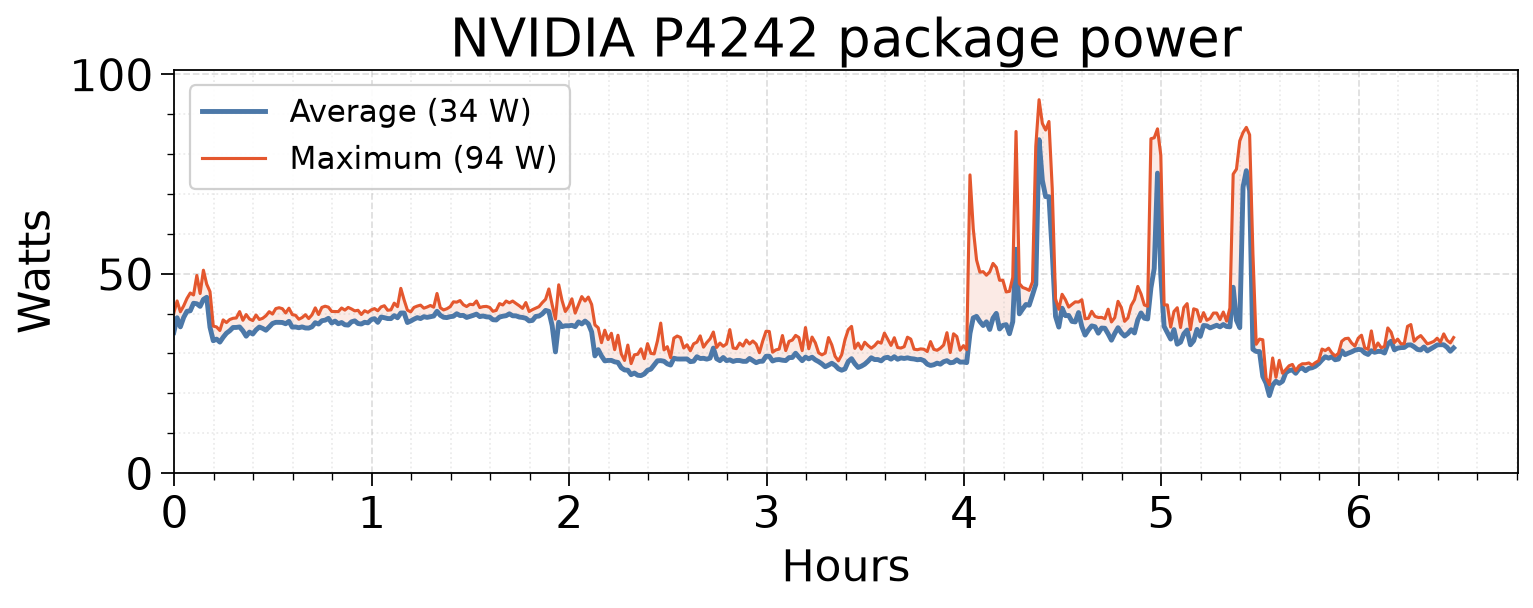 NVIDIA P4242 package power
100
50
0
Watts
Average (34 W)
Maximum (94 W)
0 1 2 3 4 5 6
Hours